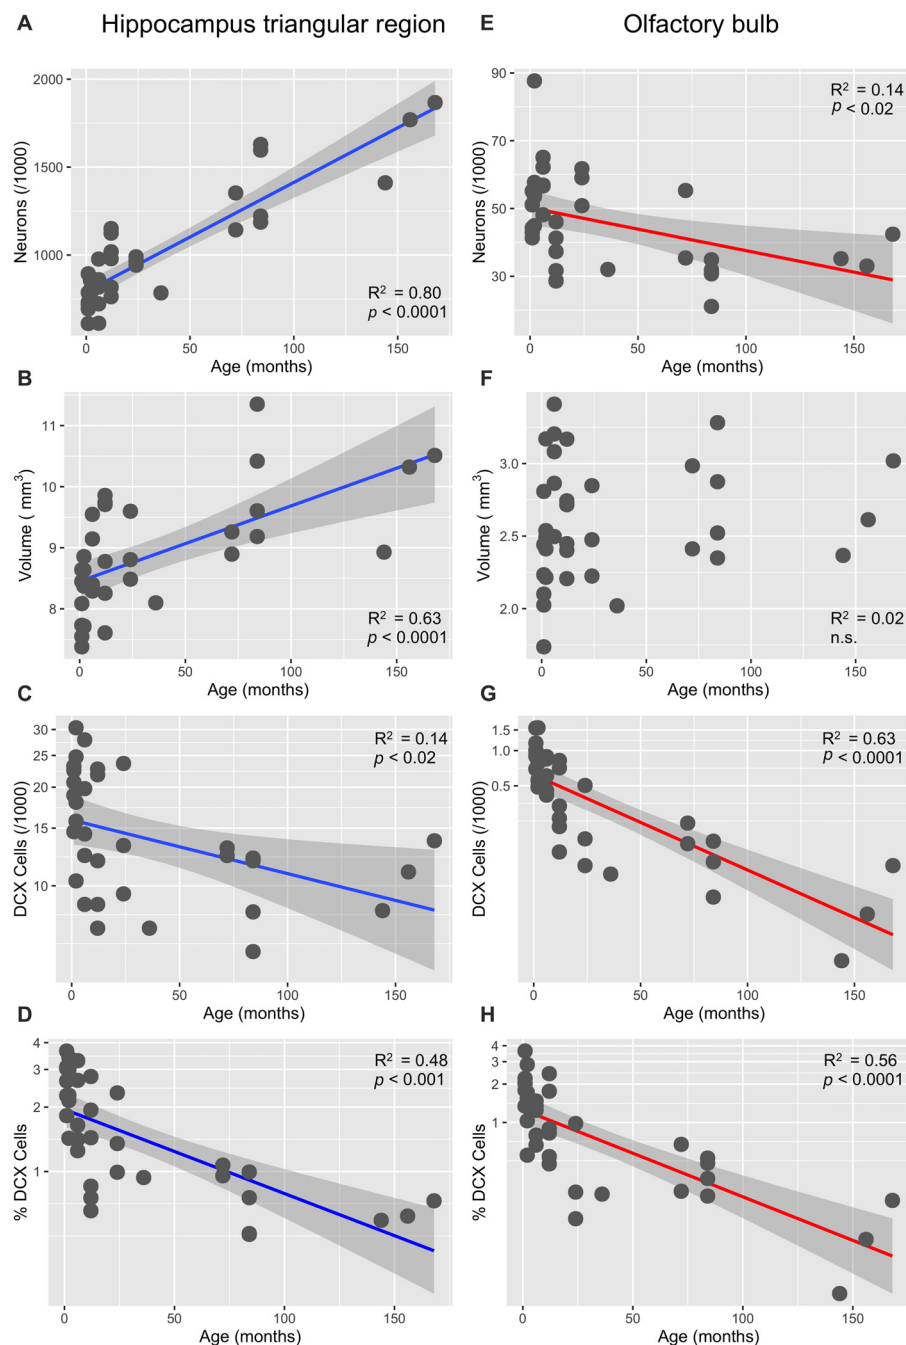 A Hippocampus triangular region
E Olfactory bulb
2000
1500
1000
Neurons (/1000)
R² = 0.80
p < 0.0001
0 50 100 150
Age (months)
90
70
50
30
Neurons (/1000)
R² = 0.14
p < 0.02
0 50 100 150
Age (months)
B
11
10
9
8
Volume ( mm³)
R² = 0.63
p < 0.0001
0 50 100 150
Age (months)
F
3.0
2.5
2.0
Volume ( mm³)
R² = 0.02
n.s.
0 50 100 150
Age (months)
C
30
25
20
15
10
DCX Cells (/1000)
R² = 0.14
p < 0.02
0 50 100 150
Age (months)
G
1.5
1.0
0.5
DCX Cells (/1000)
R² = 0.63
p < 0.0001
0 50 100 150
Age (months)
D
4
3
2
1
% DCX Cells
R² = 0.48
p < 0.001
0 50 100 150
Age (months)
H
4
3
2
1
% DCX Cells
R² = 0.56
p < 0.0001
0 50 100 150
Age (months)